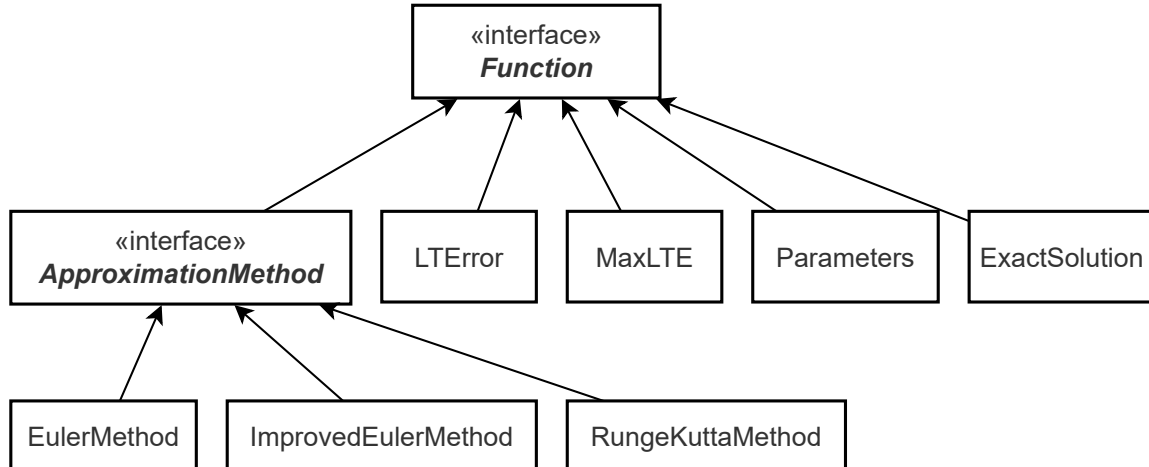 «interface»
Function
«interface»
ApproximationMethod
LTError
MaxLTE
Parameters
ExactSolution
EulerMethod
ImprovedEulerMethod
RungeKuttaMethod